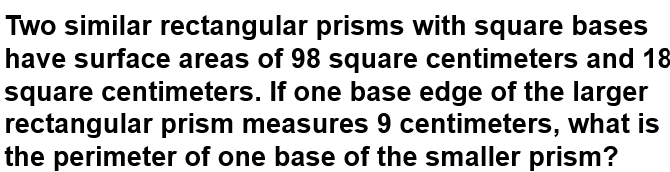 Two similar rectangular prisms with square bases
have surface areas of 98 square centimeters and 18
square centimeters. If one base edge of the larger
rectangular prism measures 9 centimeters, what is
the perimeter of one base of the smaller prism?